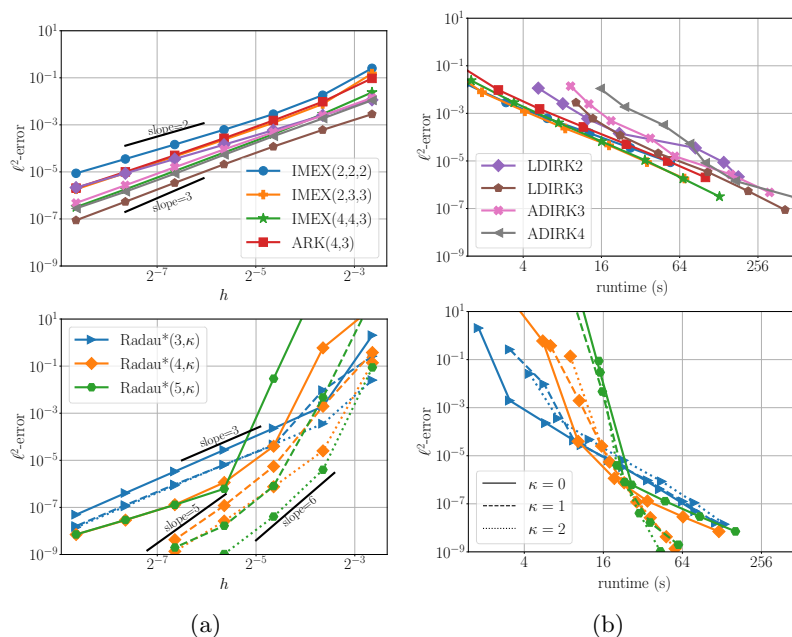 10^1
10^-1
10^-3
10^-5
10^-7
10^-9
ℓ²-error
slope=2
slope=3
IMEX(2,2,2)
IMEX(2,3,3)
IMEX(4,4,3)
ARK(4,3)
2^-7
2^-5
2^-3
h
10^1
10^-1
10^-3
10^-5
10^-7
10^-9
ℓ²-error
LDIRK2
LDIRK3
ADIRK3
ADIRK4
4
16
64
256
runtime (s)
10^1
10^-1
10^-3
10^-5
10^-7
10^-9
ℓ²-error
Radau*(3,κ)
Radau*(4,κ)
Radau*(5,κ)
slope=3
slope=5
slope=6
2^-7
2^-5
2^-3
h
10^1
10^-1
10^-3
10^-5
10^-7
10^-9
ℓ²-error
κ = 0
κ = 1
κ = 2
4
16
64
256
runtime (s)
(a)
(b)